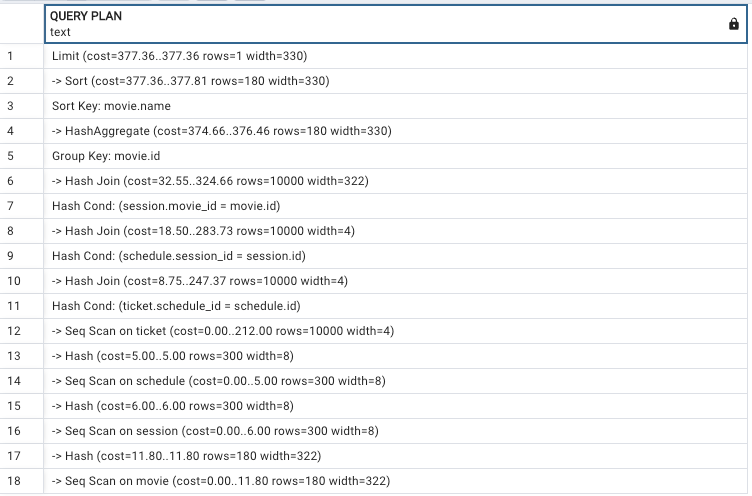 QUERY PLAN
text
1 Limit (cost=377.36..377.36 rows=1 width=330)
2 -> Sort (cost=377.36..377.81 rows=180 width=330)
3 Sort Key: movie.name
4 -> HashAggregate (cost=374.66..376.46 rows=180 width=330)
5 Group Key: movie.id
6 -> Hash Join (cost=32.55..324.66 rows=10000 width=322)
7 Hash Cond: (session.movie_id = movie.id)
8 -> Hash Join (cost=18.50..283.73 rows=10000 width=4)
9 Hash Cond: (schedule.session_id = session.id)
10 -> Hash Join (cost=8.75..247.37 rows=10000 width=4)
11 Hash Cond: (ticket.schedule_id = schedule.id)
12 -> Seq Scan on ticket (cost=0.00..212.00 rows=10000 width=4)
13 -> Hash (cost=5.00..5.00 rows=300 width=8)
14 -> Seq Scan on schedule (cost=0.00..5.00 rows=300 width=8)
15 -> Hash (cost=6.00..6.00 rows=300 width=8)
16 -> Seq Scan on session (cost=0.00..6.00 rows=300 width=8)
17 -> Hash (cost=11.80..11.80 rows=180 width=322)
18 -> Seq Scan on movie (cost=0.00..11.80 rows=180 width=322)